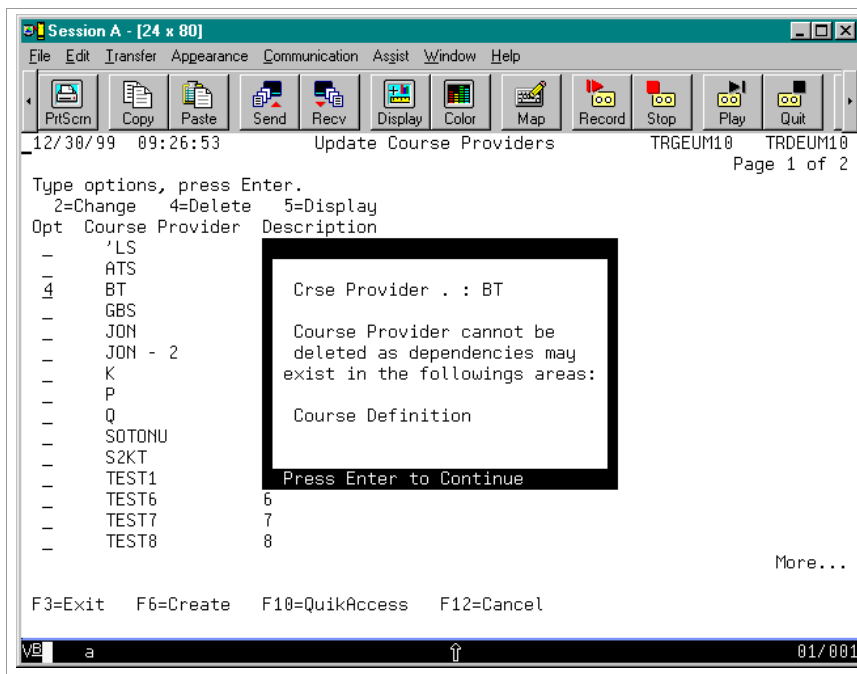 Session A - [24 x 80]
File Edit Transfer Appearance Communication Assist Window Help
PrtScrn Copy Paste Send Recv Display Color Map Record Stop Play Quit
12/30/99 09:26:53 Update Course Providers TRGEUM10 TRDEUM10
Page 1 of 2
Type options, press Enter.
2=Change 4=Delete 5=Display
Opt Course Provider Description
_ 'LS
_ ATS
4 BT
_ GBS
_ JON
_ JON - 2
_ K
_ P
_ Q
_ SOTONU
_ S2KT
_ TEST1
_ TEST6 6
_ TEST7 7
_ TEST8 8
Crse Provider . : BT
Course Provider cannot be
deleted as dependencies may
exist in the followings areas:
Course Definition
Press Enter to Continue
More...
F3=Exit F6=Create F10=QuikAccess F12=Cancel
VB a 01/001